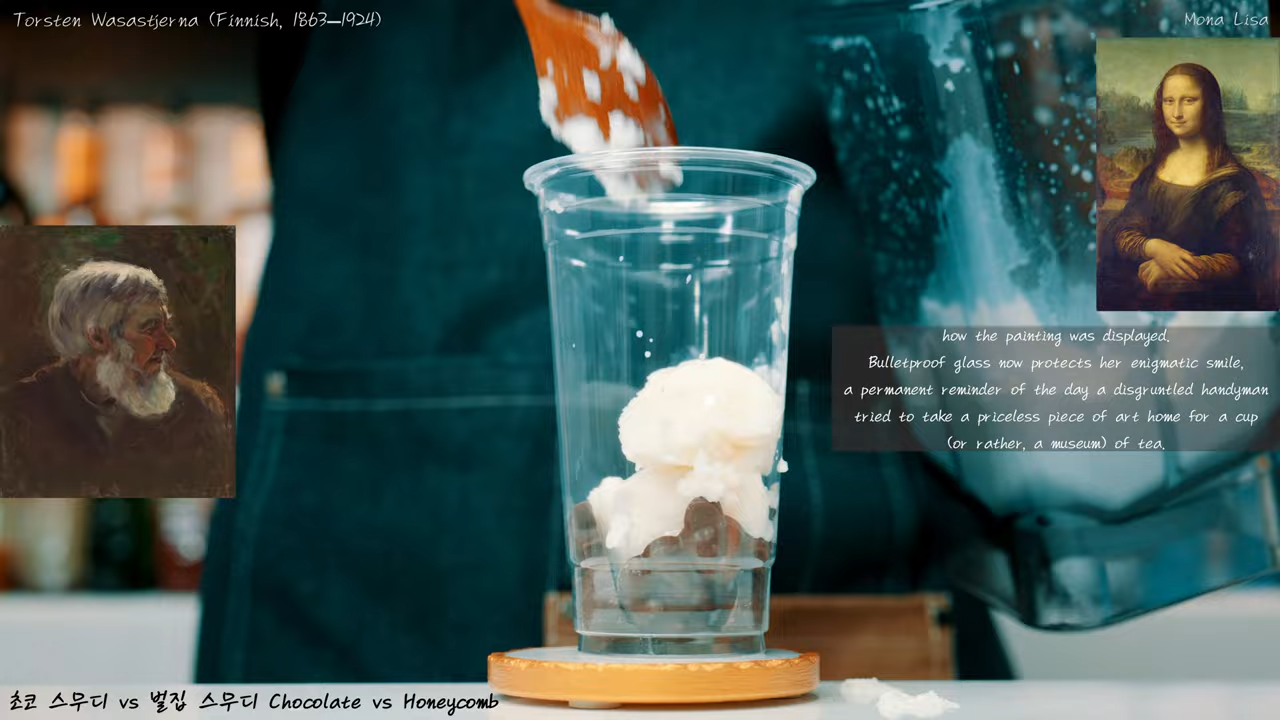 Torsten Wasastjerna (Finnish, 1863–1924)
Mona Lisa
how the painting was displayed.
Bulletproof glass now protects her enigmatic smile,
a permanent reminder of the day a disgruntled handyman
tried to take a priceless piece of art home for a cup
(or rather, a museum) of tea.
초코 스무디 vs 벌집 스무디 Chocolate vs Honeycomb